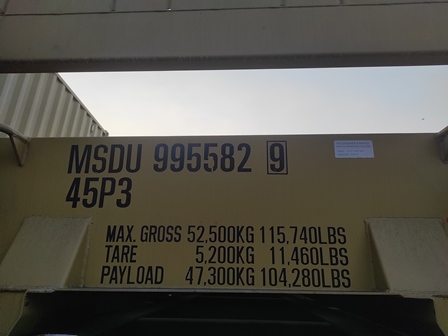 MSDU 995582 9
45P3
MAX. GROSS 52,500KG 115,740LBS
TARE 5,200KG 11,460LBS
PAYLOAD 47,300KG 104,280LBS